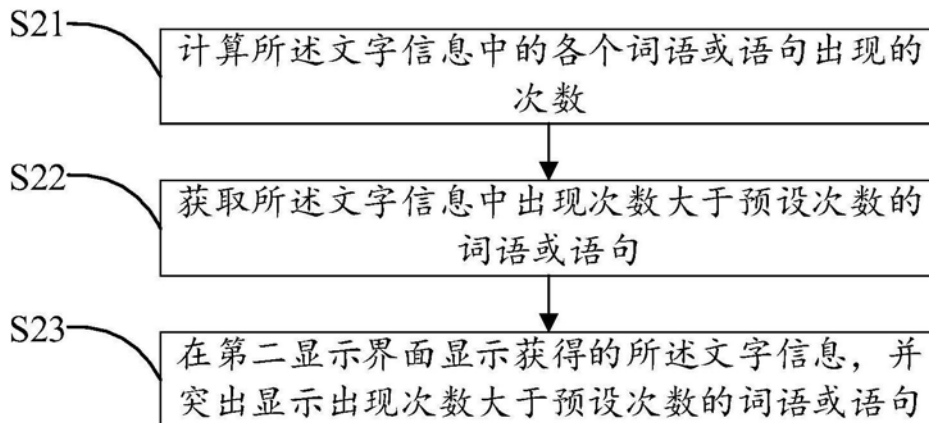 S21
计算所述文字信息中的各个词语或语句出现的
次数
S22
获取所述文字信息中出现次数大于预设次数的
词语或语句
S23
在第二显示界面显示获得的所述文字信息，并
突出显示出现次数大于预设次数的词语或语句